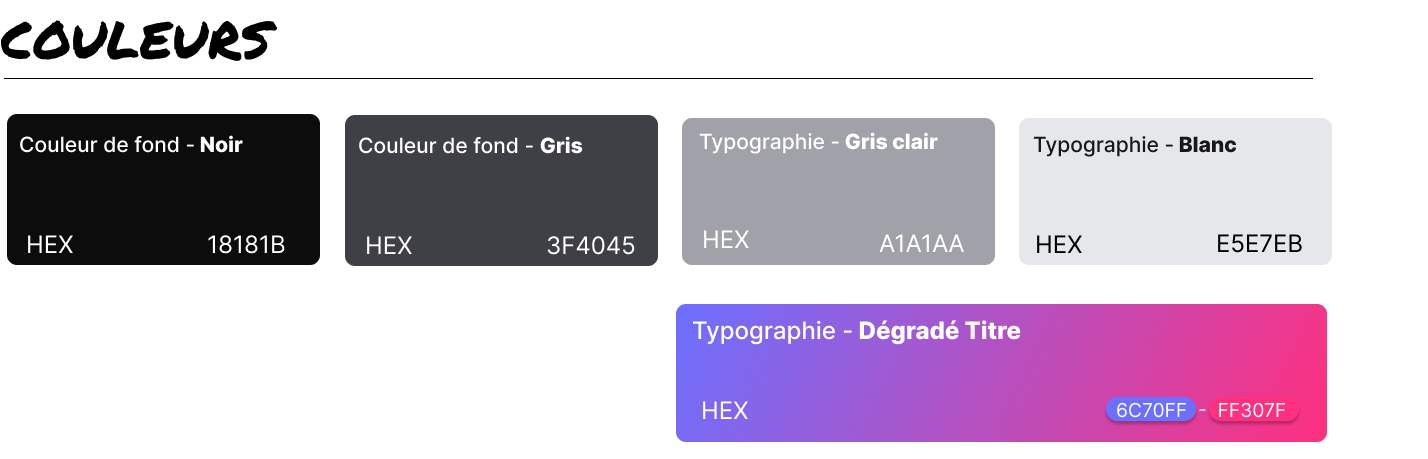 COULEURS
Couleur de fond - Noir
HEX 18181B
Couleur de fond - Gris
HEX 3F4045
Typographie - Gris clair
HEX A1A1AA
Typographie - Blanc
HEX E5E7EB
Typographie - Dégradé Titre
HEX 6C70FF - FF307F